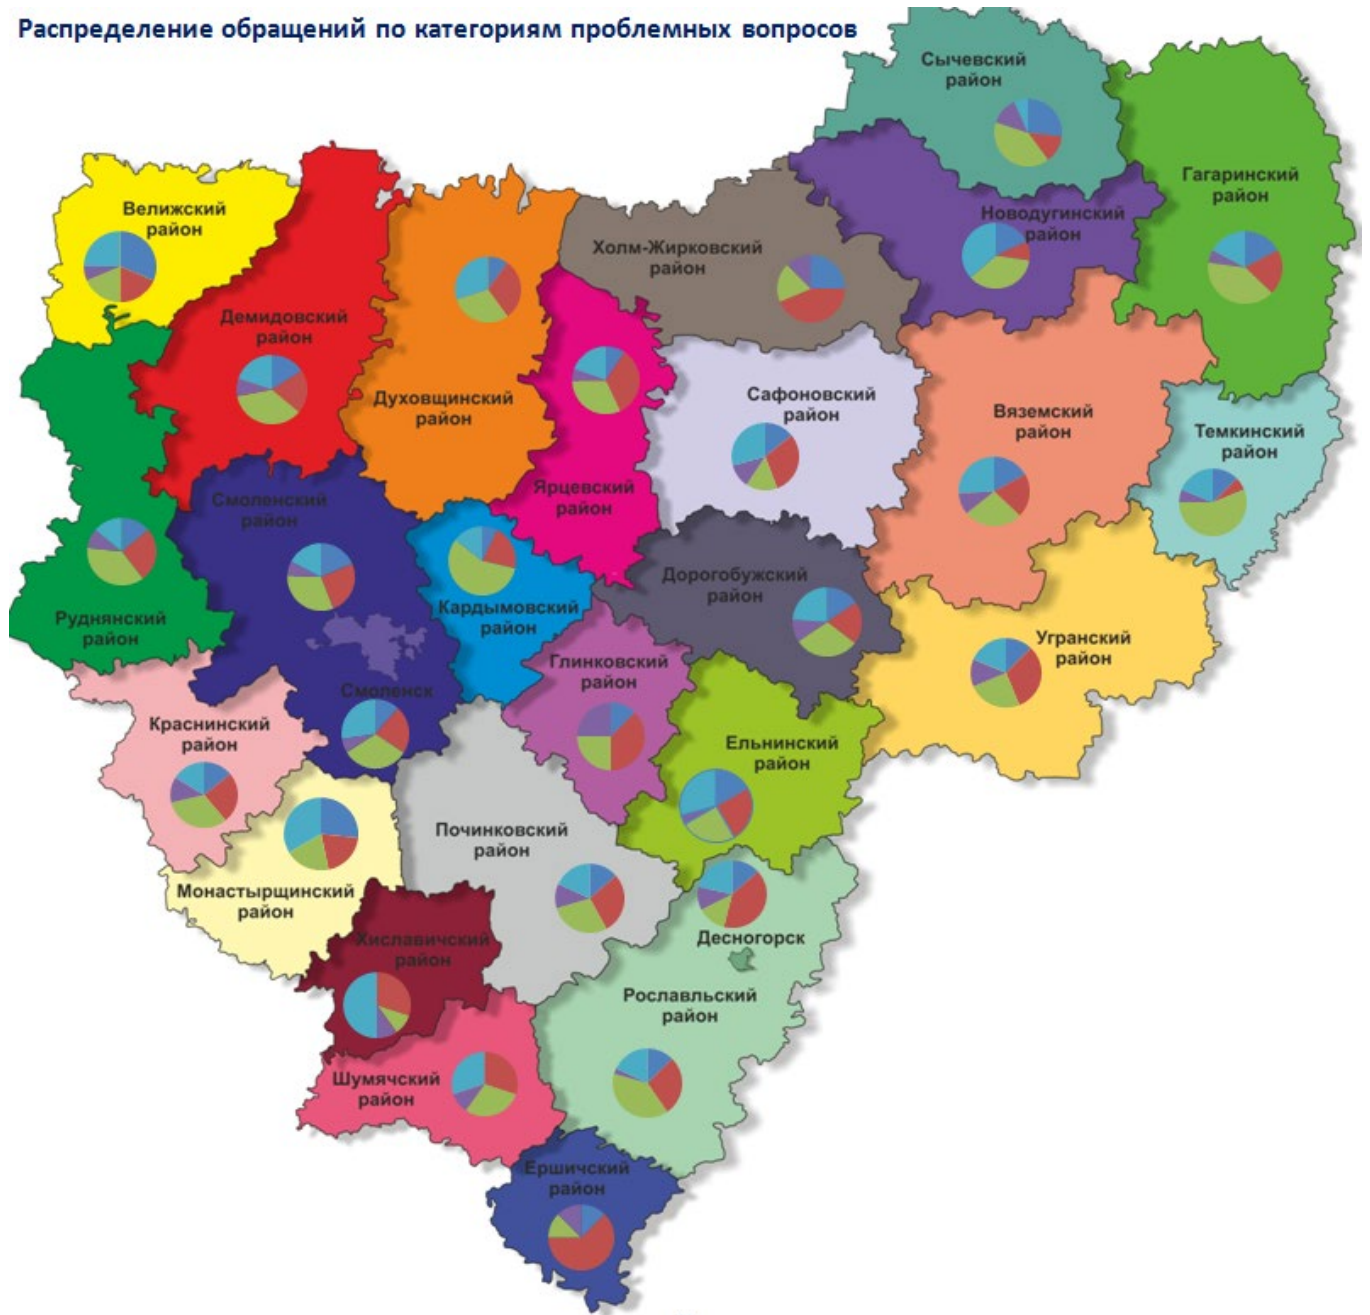 Распределение обращений по категориям проблемных вопросов
Сычевский
район
Гагаринский
район
Велижский
район
Новодугинский
район
Холм-Жирковский
район
Демидовский
район
Духовщинский
район
Сафоновский
район
Вяземский
район
Темкинский
район
Ярцевский
район
Смоленский
район
Дорогобужский
район
Кардымовский
район
Руднянский
район
Угранский
район
Глинковский
район
Смоленск
Краснинский
район
Ельнинский
район
Починковский
район
Монастырщинский
район
Хиславичский
район
Десногорск
Рославльский
район
Шумячский
район
Ершичский
район